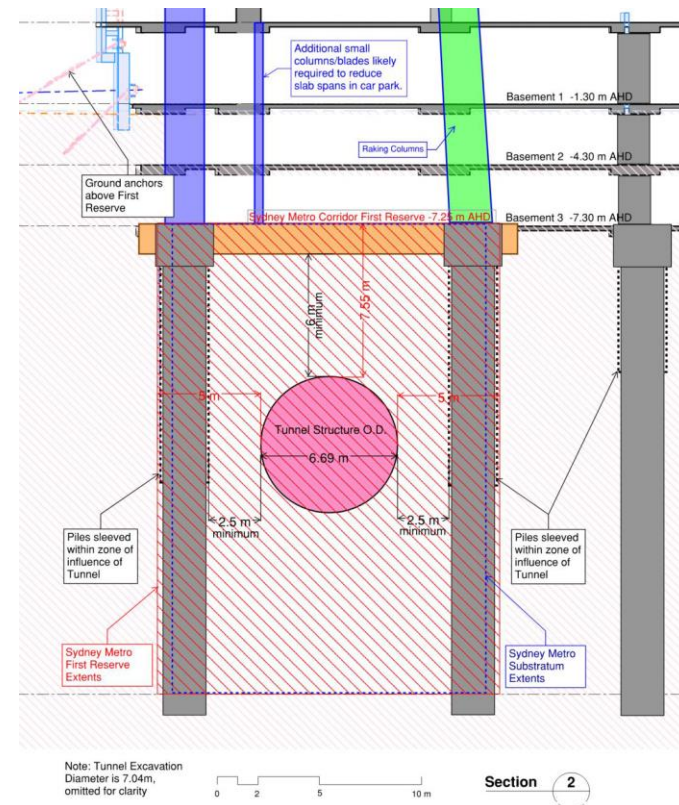 Additional small
columns/blades likely
required to reduce
slab spans in car park.
Basement 1  -1.30 m AHD
Raking Columns
Basement 2  -4.30 m AHD
Ground anchors
above First
Reserve
Sydney Metro Corridor First Reserve -7.25 m AHD
Basement 3  -7.30 m AHD
6 m
minimum
7.55 m
5 m
5 m
Tunnel Structure O.D.
6.69 m
2.5 m
minimum
2.5 m
minimum
Piles sleeved
within zone of
influence of
Tunnel
Piles sleeved
within zone of
influence of
Tunnel
Sydney Metro
First Reserve
Extents
Sydney Metro
Substratum
Extents
Note: Tunnel Excavation
Diameter is 7.04m,
omitted for clarity
0 2 5 10 m
Section 2